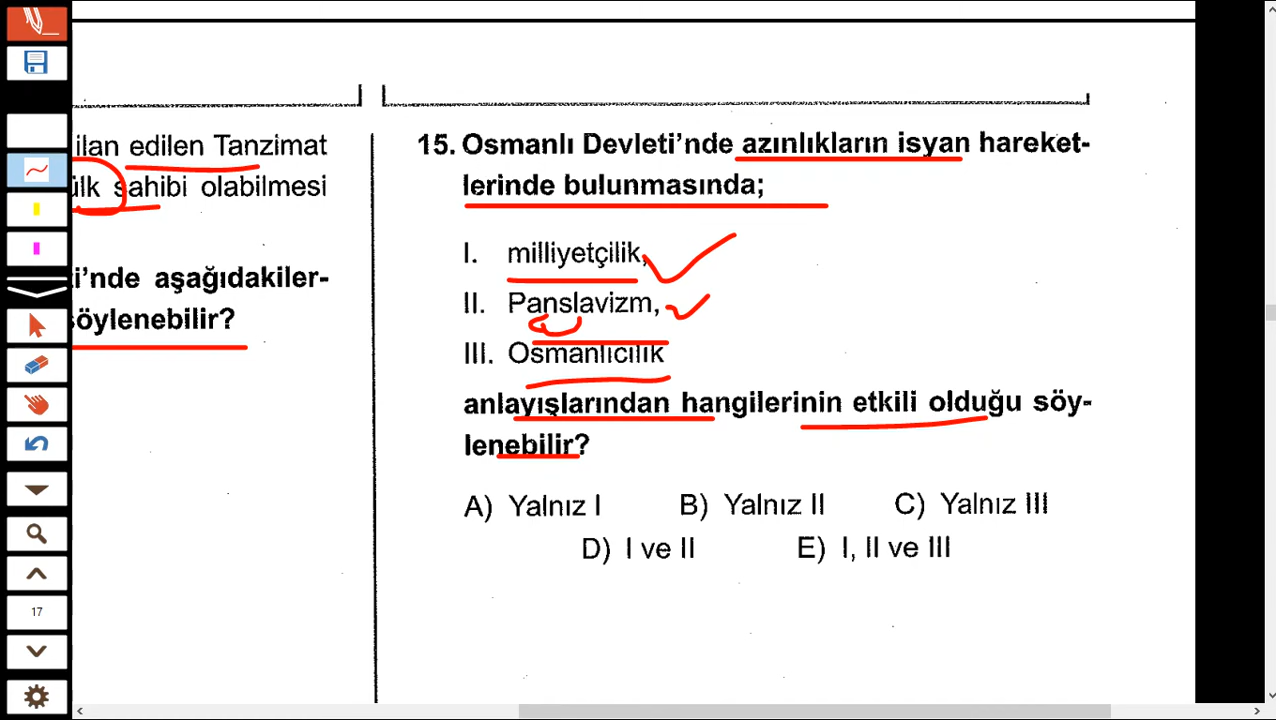 ilan edilen Tanzimat
ülk sahibi olabilmesi
i'nde aşağıdakiler-
söylenebilir?
15. Osmanlı Devleti'nde azınlıkların isyan hareket-
lerinde bulunmasında;
I. milliyetçilik,
II. Panslavizm,
III. Osmanlıcılık
anlayışlarından hangilerinin etkili olduğu söy-
lenebilir?
A) Yalnız I B) Yalnız II C) Yalnız III
D) I ve II E) I, II ve III
17